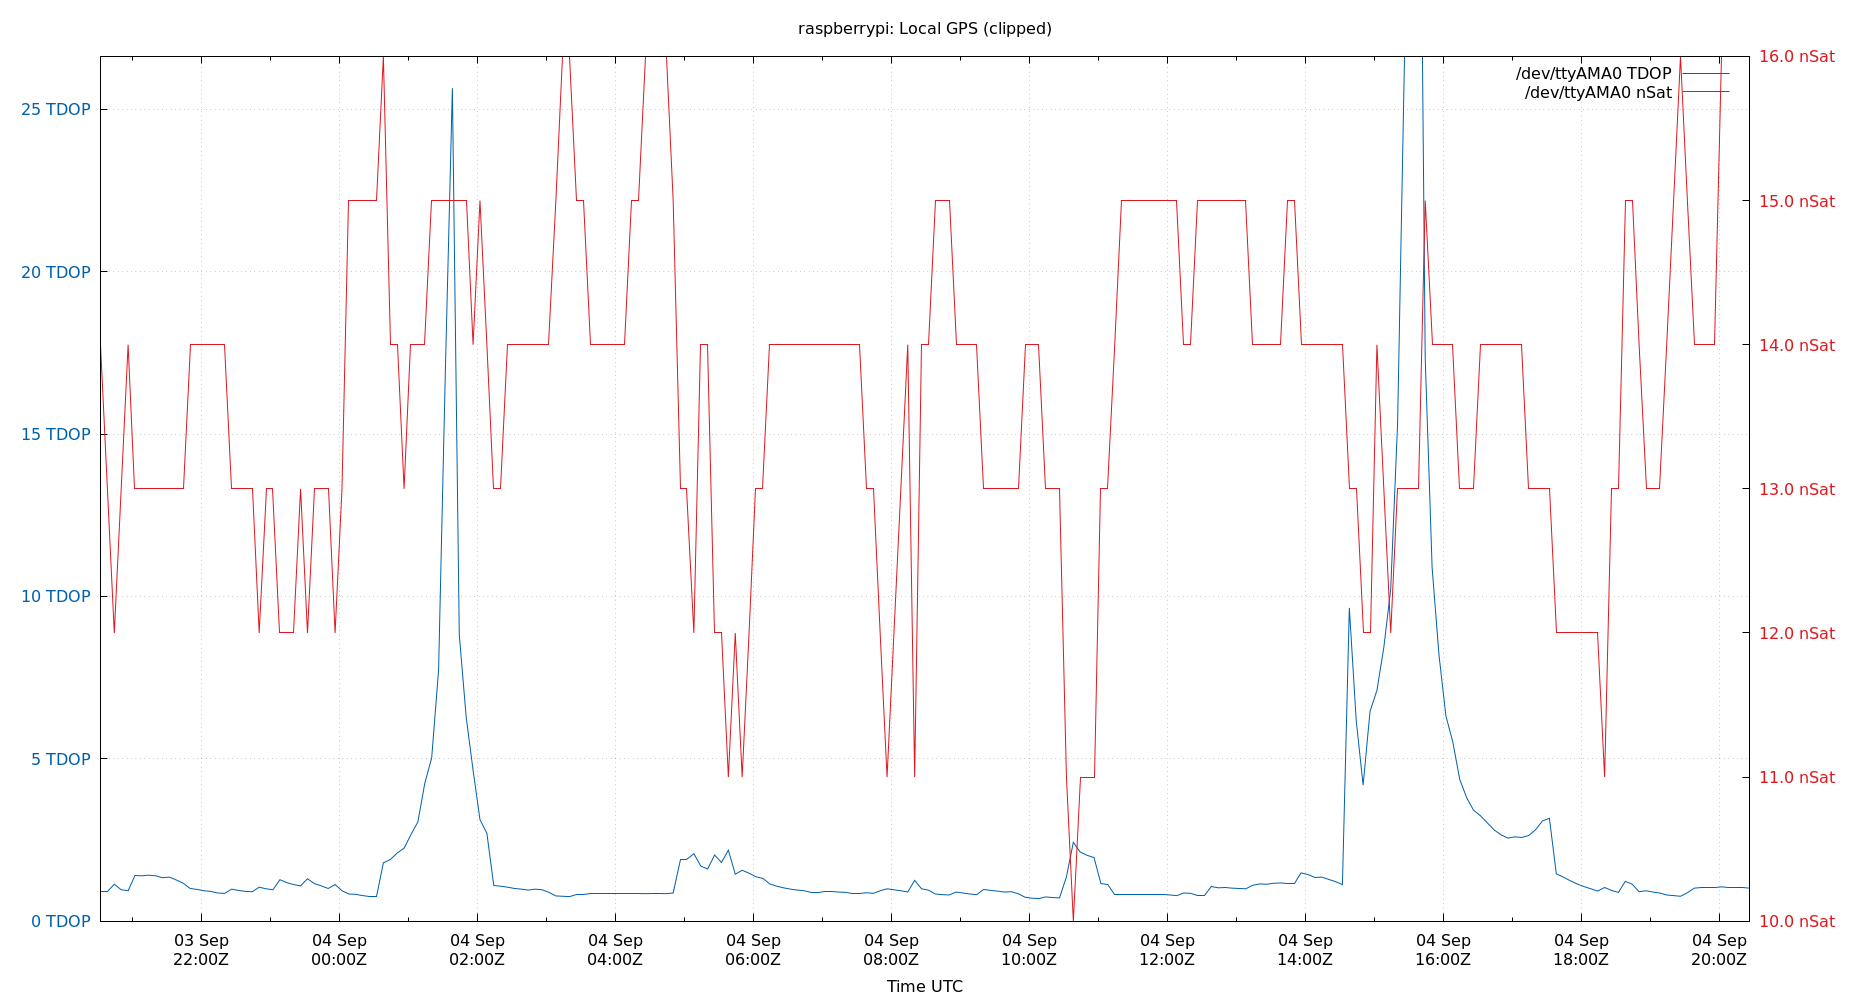 raspberrypi: Local GPS (clipped)
/dev/ttyAMA0 TDOP
/dev/ttyAMA0 nSat
25 TDOP
20 TDOP
15 TDOP
10 TDOP
5 TDOP
0 TDOP
16.0 nSat
15.0 nSat
14.0 nSat
13.0 nSat
12.0 nSat
11.0 nSat
10.0 nSat
03 Sep
22:00Z
04 Sep
00:00Z
04 Sep
02:00Z
04 Sep
04:00Z
04 Sep
06:00Z
04 Sep
08:00Z
04 Sep
10:00Z
04 Sep
12:00Z
04 Sep
14:00Z
04 Sep
16:00Z
04 Sep
18:00Z
04 Sep
20:00Z
Time UTC